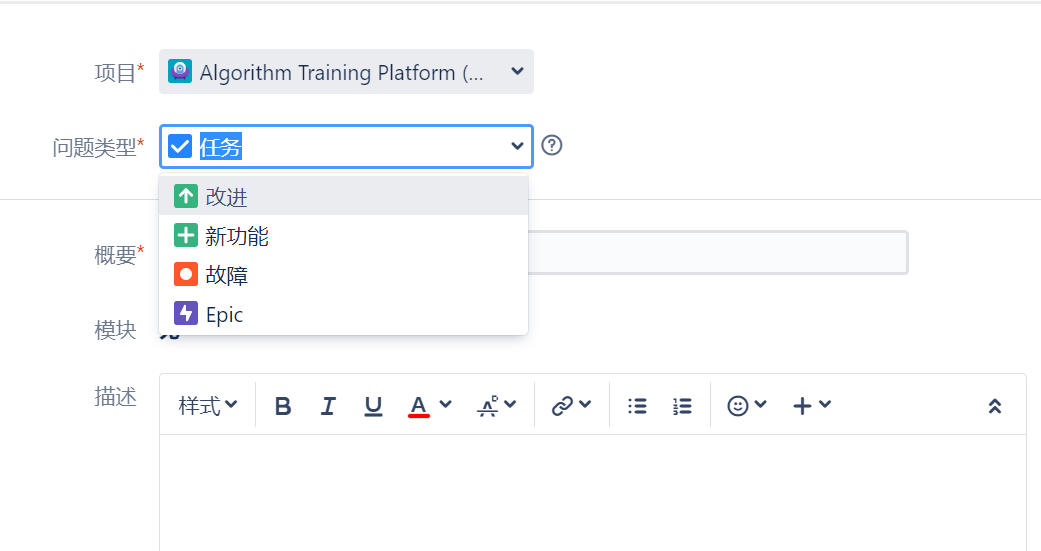 项目* Algorithm Training Platform (...
问题类型* 任务
改进
新功能
概要*
故障
Epic
模块
描述
样式 B I U A